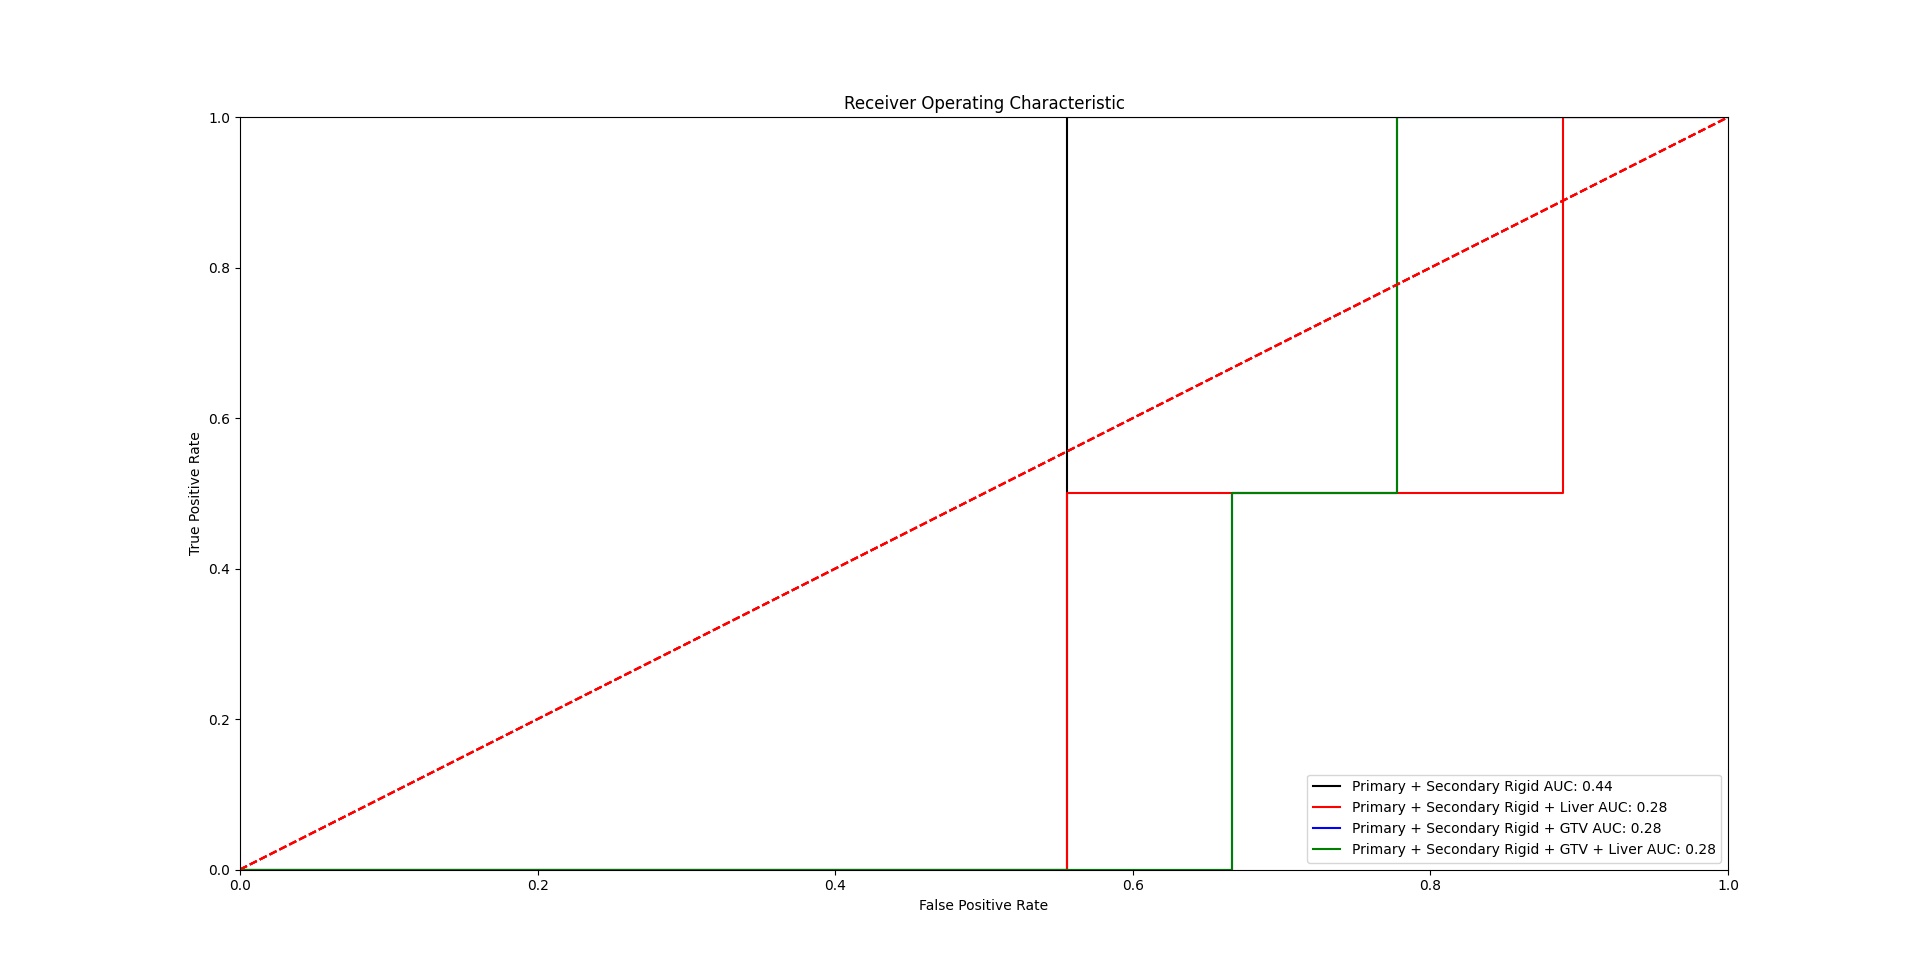 Receiver Operating Characteristic
1.0
0.8
0.6
0.4
0.2
0.0
True Positive Rate
0.0 0.2 0.4 0.6 0.8 1.0
False Positive Rate
Primary + Secondary Rigid AUC: 0.44
Primary + Secondary Rigid + Liver AUC: 0.28
Primary + Secondary Rigid + GTV AUC: 0.28
Primary + Secondary Rigid + GTV + Liver AUC: 0.28